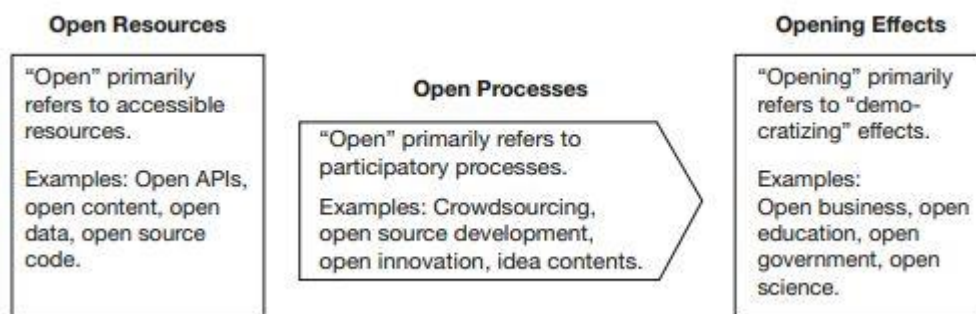 Open Resources
“Open” primarily
refers to accessible
resources.
Examples: Open APIs,
open content, open
data, open source
code.
Open Processes
“Open” primarily refers to
participatory processes.
Examples: Crowdsourcing,
open source development,
open innovation, idea contents.
Opening Effects
“Opening” primarily
refers to “demo-
cratizing” effects.
Examples:
Open business, open
education, open
government, open
science.